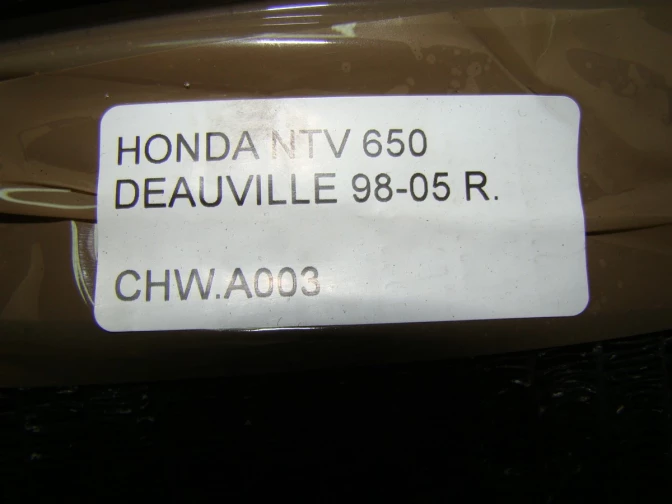 HONDA NTV 650
DEAUVILLE 98-05 R.
CHW.A003